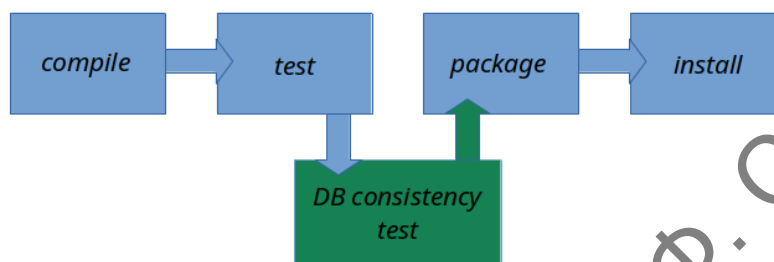 compile
test
package
install
DB consistency
test